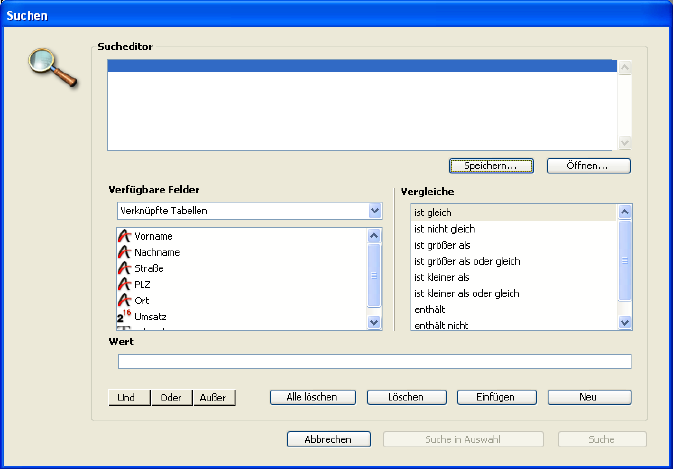 Suchen
Sucheditor
Speichern...
Öffnen...
Verfügbare Felder
Vergleiche
Verknüpfte Tabellen
Vorname
Nachname
Straße
PLZ
Ort
2¹⁶ Umsatz
ist gleich
ist nicht gleich
ist größer als
ist größer als oder gleich
ist kleiner als
ist kleiner als oder gleich
enthält
enthält nicht
Wert
Und
Oder
Außer
Alle löschen
Löschen
Einfügen
Neu
Abbrechen
Suche in Auswahl
Suche